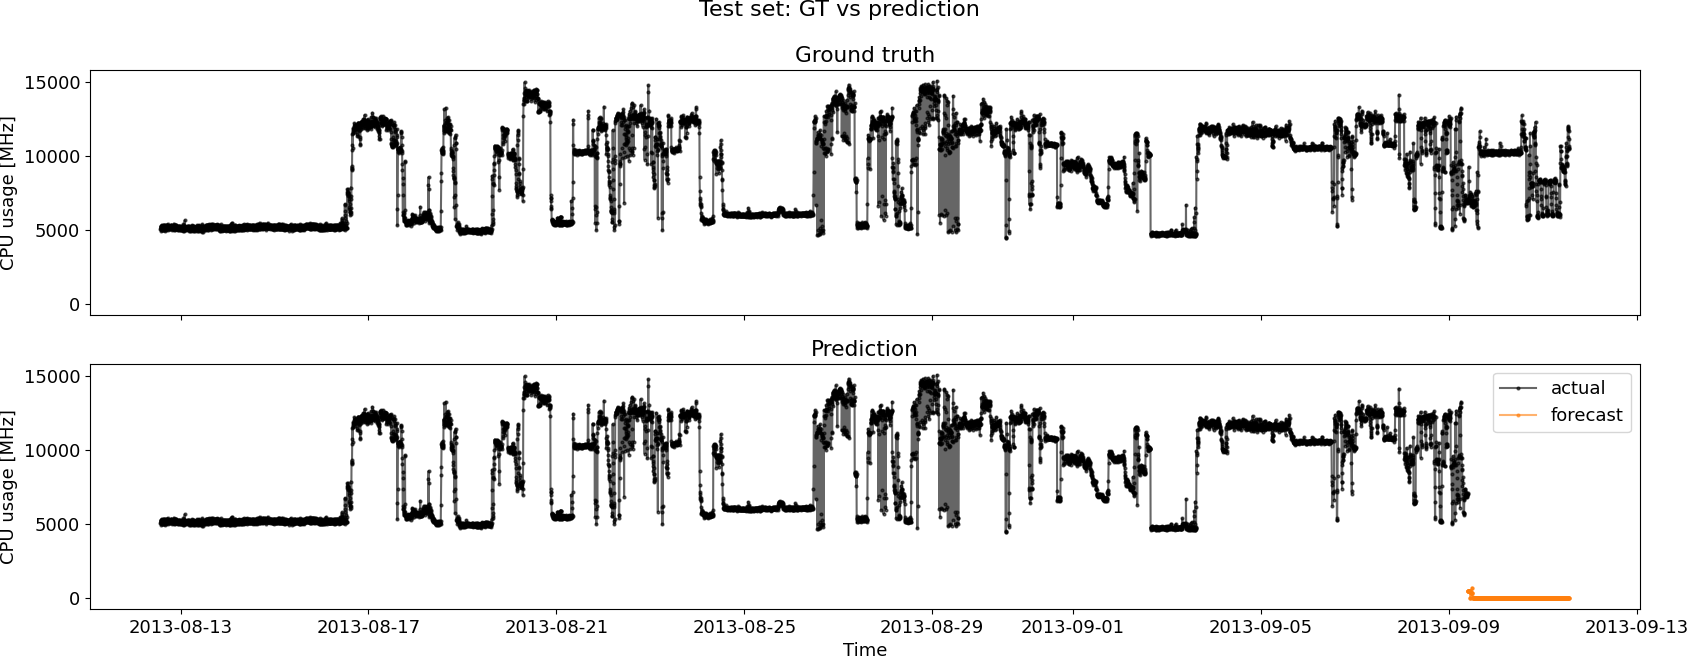 Test set: GT vs prediction
Ground truth
CPU usage [MHz]
15000
10000
5000
0
Prediction
CPU usage [MHz]
15000
10000
5000
0
actual
forecast
2013-08-13 2013-08-17 2013-08-21 2013-08-25 2013-08-29 2013-09-01 2013-09-05 2013-09-09 2013-09-13
Time